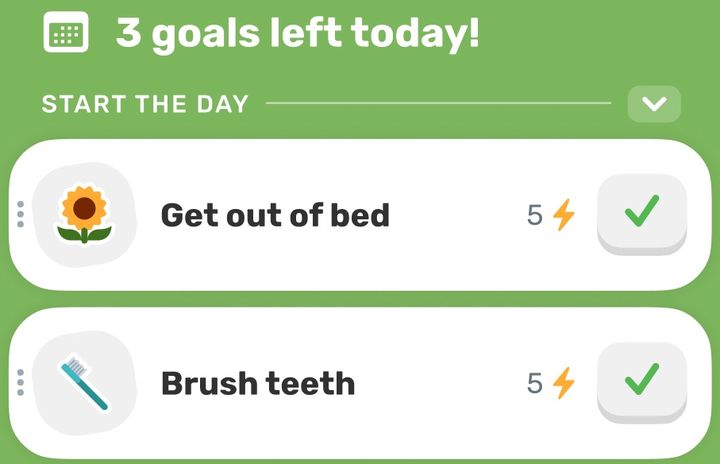 3 goals left today!
START THE DAY
Get out of bed
5
Brush teeth
5